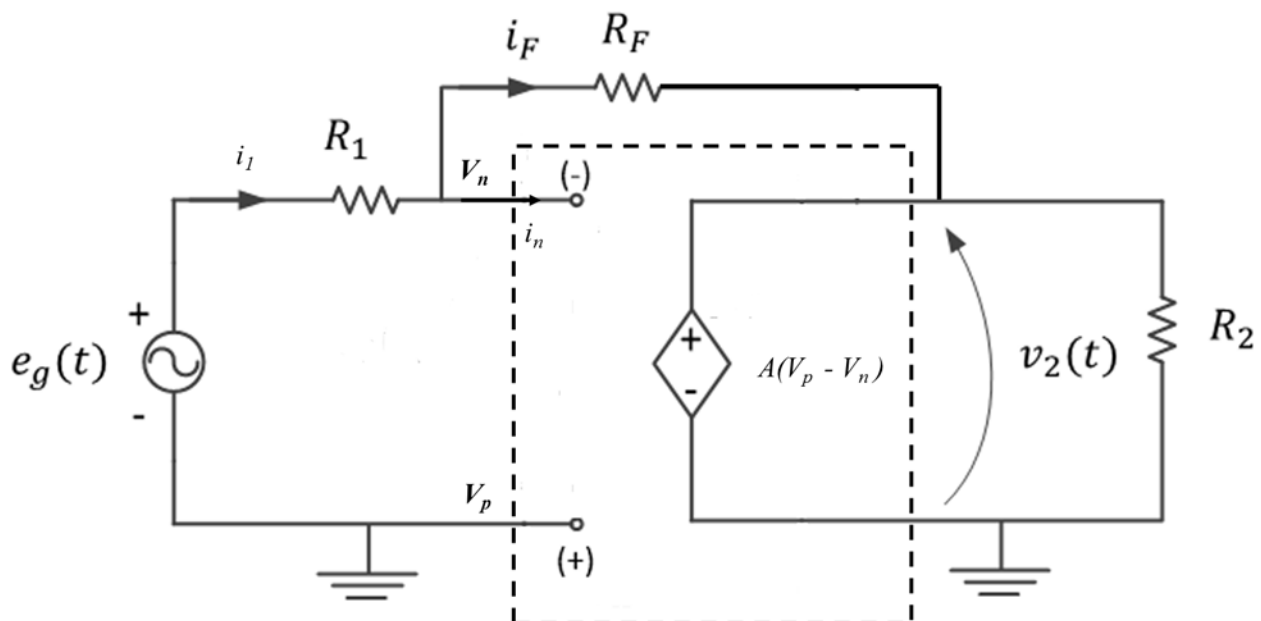 i_F
R_F
R_1
i_1
V_n
(-)
i_n
+
e_g(t)
-
+
-
A(V_p - V_n)
v_2(t)
R_2
V_p
(+)